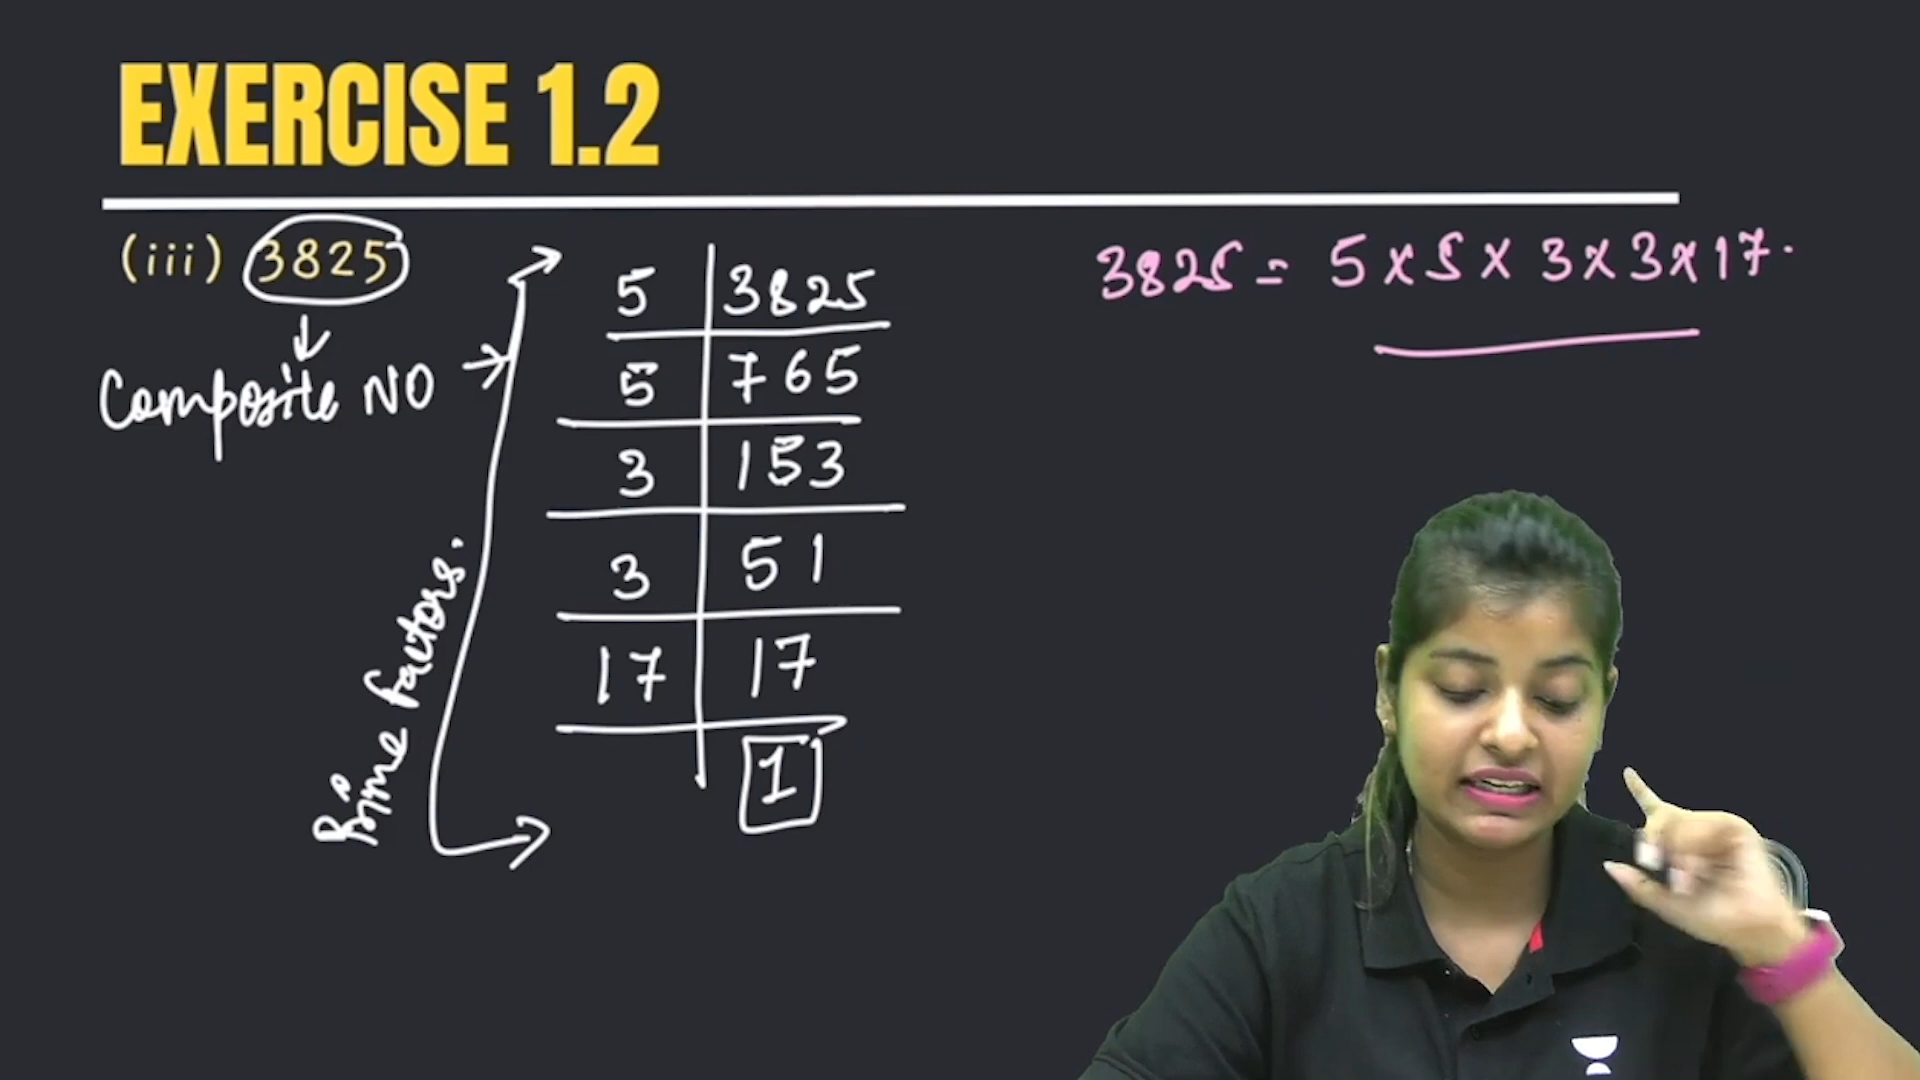 EXERCISE 1.2
(iii) 3825
Composite NO
Prime factors.
5 | 3825
5 | 765
3 | 153
3 | 51
17 | 17
1
3825 = 5 x 5 x 3 x 3 x 17.